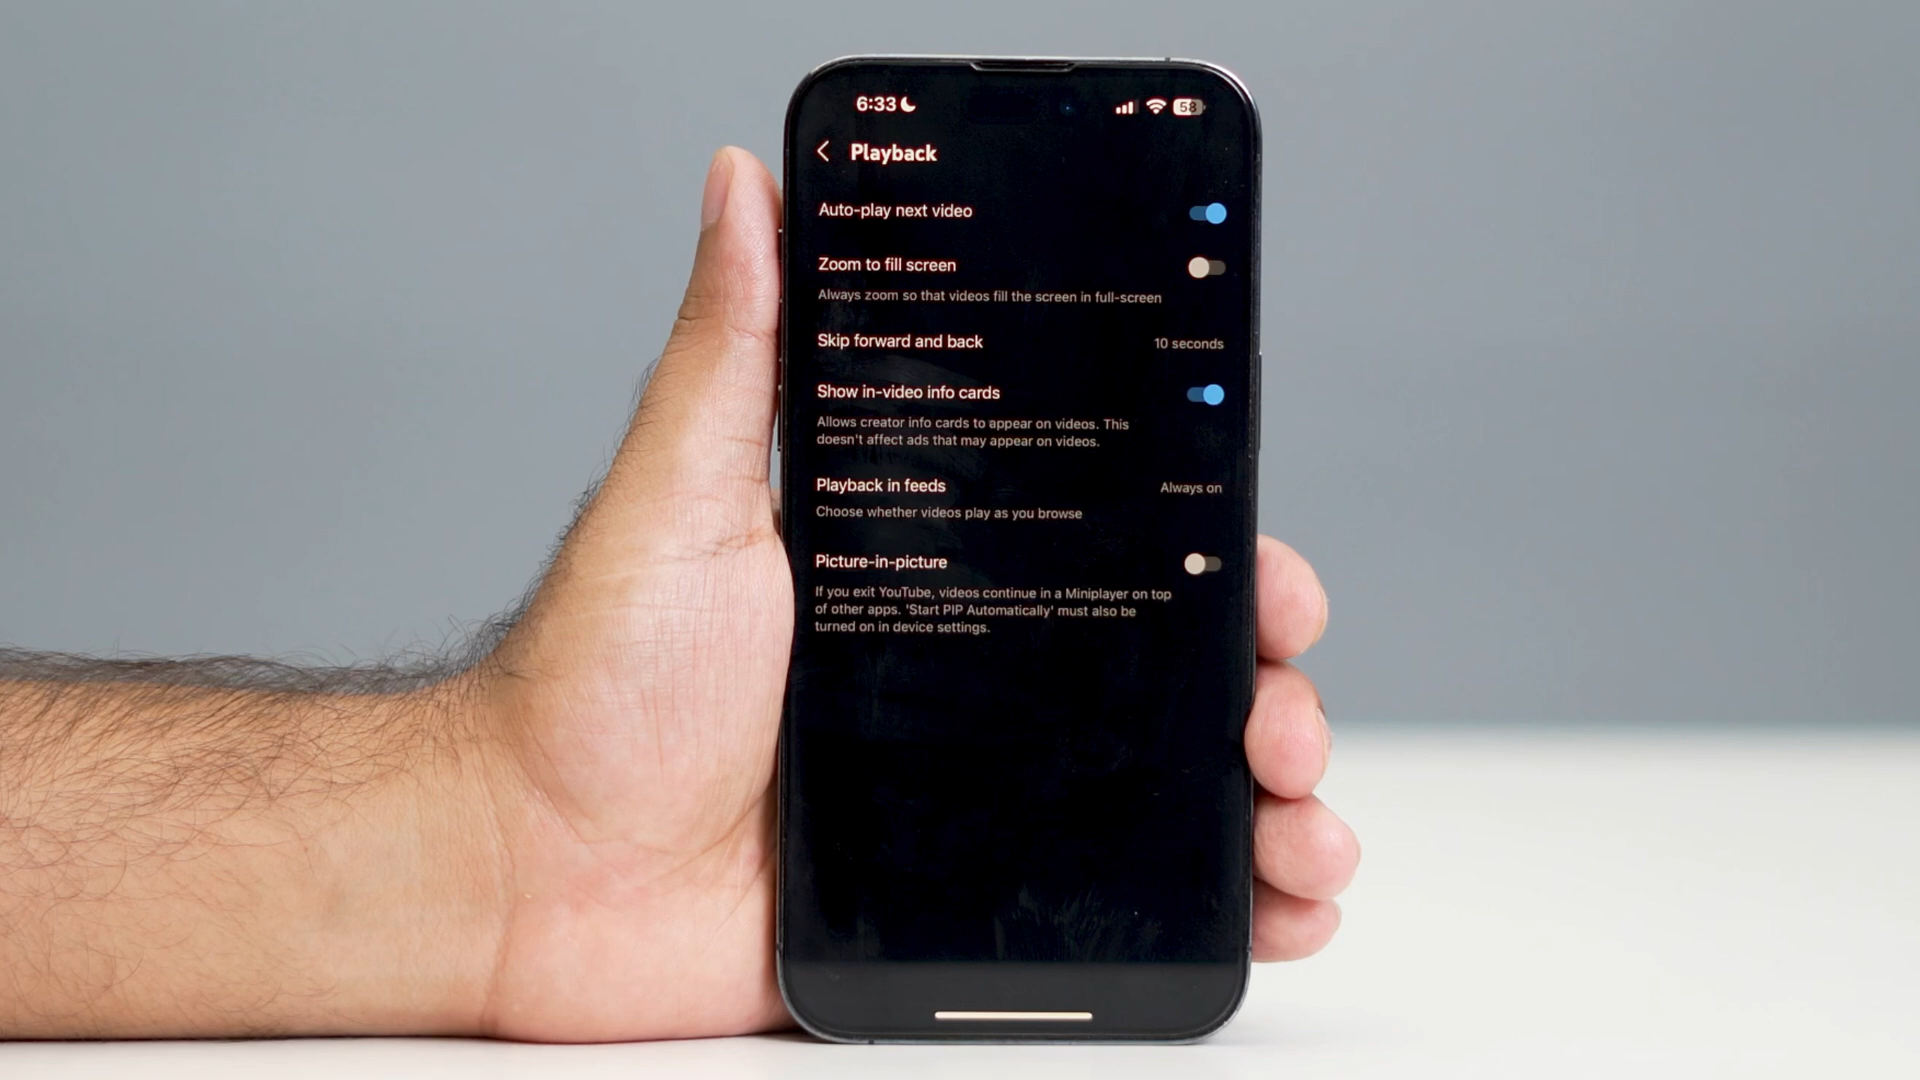 6:33
58
Playback
Auto-play next video
Zoom to fill screen
Always zoom so that videos fill the screen in full-screen
Skip forward and back 10 seconds
Show in-video info cards
Allows creator info cards to appear on videos. This
doesn't affect ads that may appear on videos.
Playback in feeds Always on
Choose whether videos play as you browse
Picture-in-picture
If you exit YouTube, videos continue in a Miniplayer on top
of other apps. 'Start PIP Automatically' must also be
turned on in device settings.